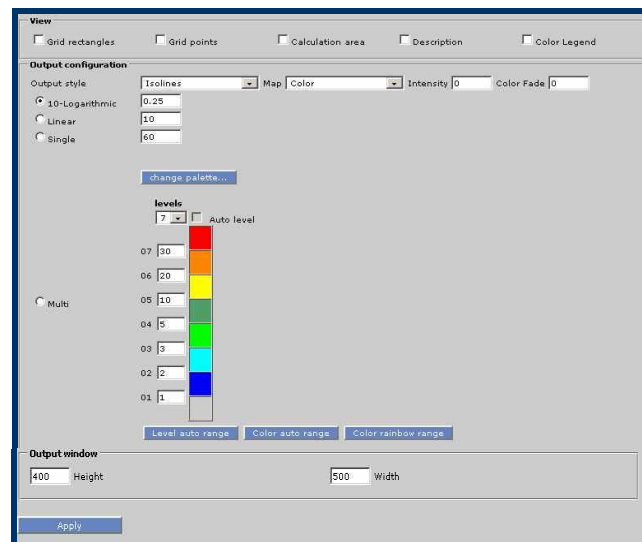 View
Grid rectangles Grid points Calculation area Description Color Legend
Output configuration
Output style Isolines Map Color Intensity 0 Color Fade 0
10-Logarithmic 0.25
Linear 10
Single 60
change palette...
levels
7 Auto level
07 30
06 20
Multi 05 10
04 5
03 3
02 2
01 1
Level auto range Color auto range Color rainbow range
Output window
400 Height 500 Width
Apply